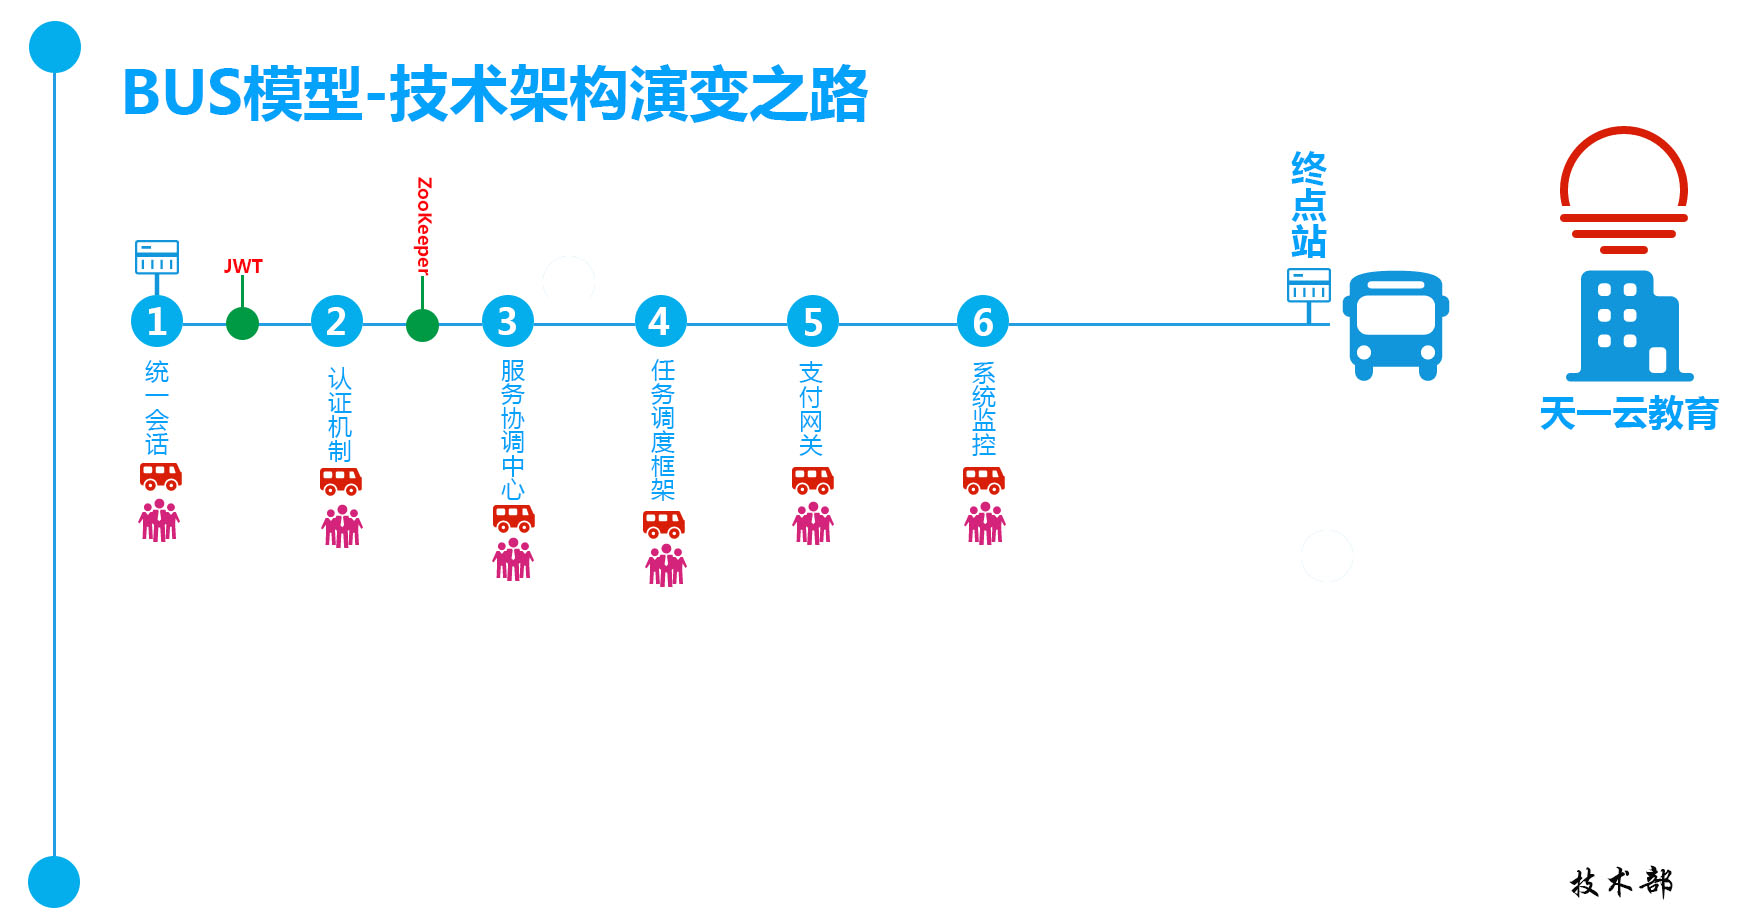 BUS模型-技术架构演变之路
终点站
ZooKeeper
JWT
1
2
3
4
5
6
统一会话
认证机制
服务协调中心
任务调度框架
支付网关
系统监控
天一云教育
技术部